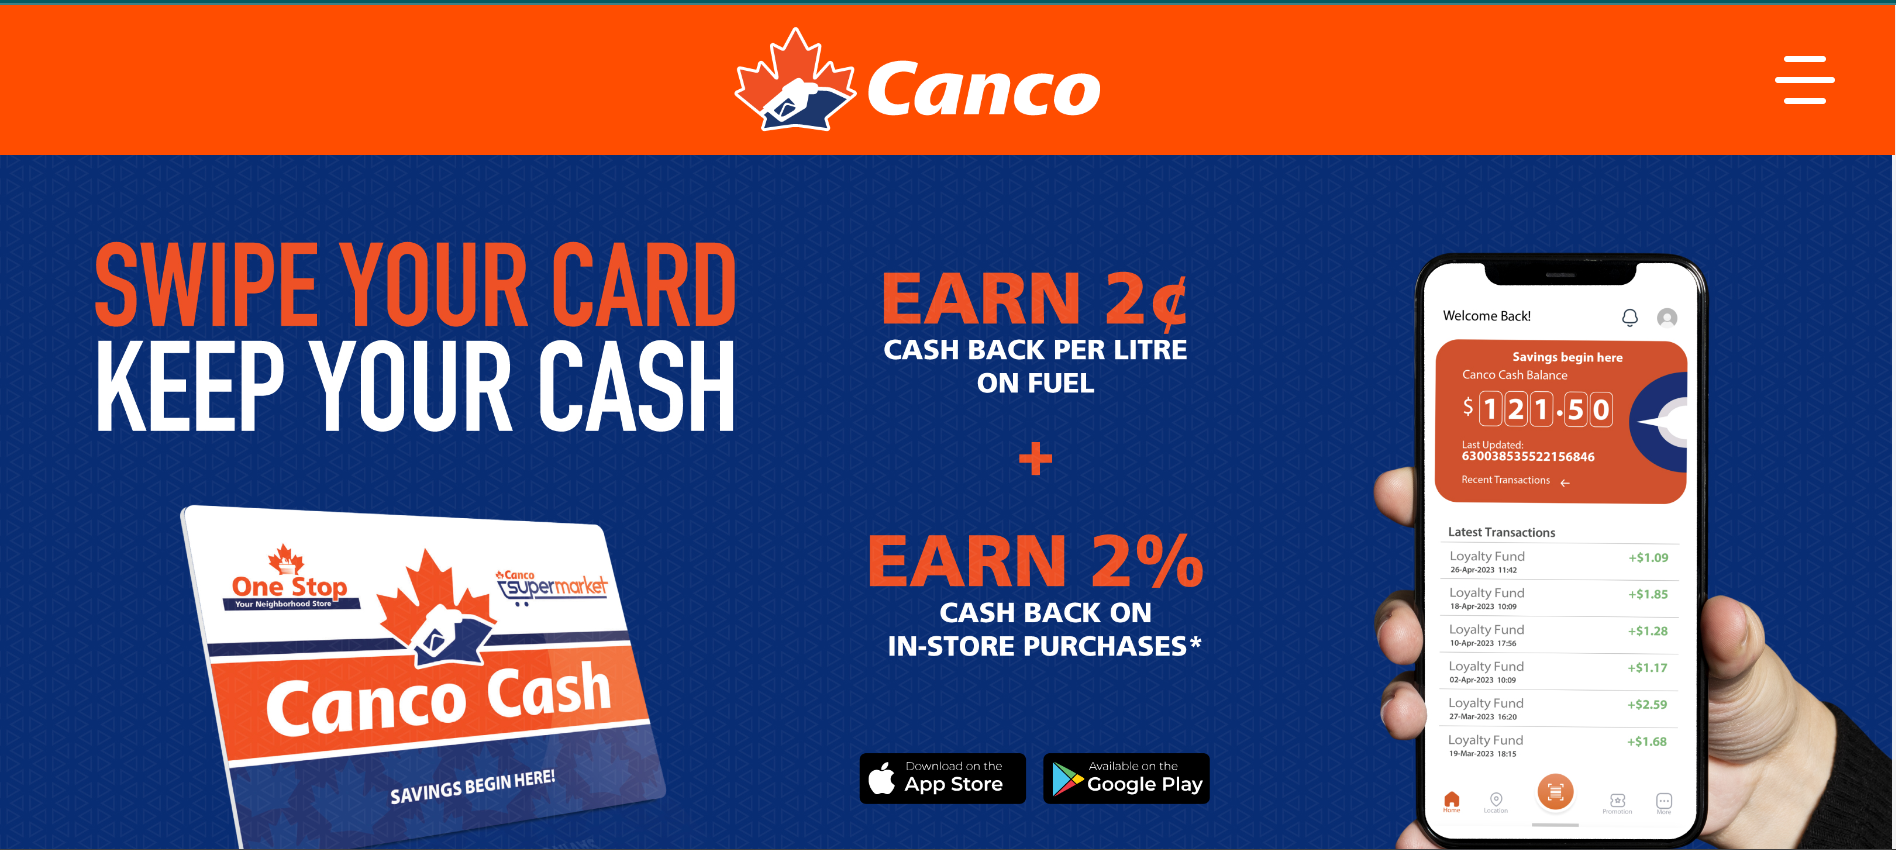 Canco
SWIPE YOUR CARD
KEEP YOUR CASH
One Stop
Your Neighborhood Store
Canco
supermarket
Canco Cash
SAVINGS BEGIN HERE!
EARN 2¢
CASH BACK PER LITRE
ON FUEL
+
EARN 2%
CASH BACK ON
IN-STORE PURCHASES*
Download on the
App Store
Available on the
Google Play
Welcome Back!
Savings begin here
Canco Cash Balance
$ 121.50
Last Updated:
630038535522156846
Recent Transactions ←
Latest Transactions
Loyalty Fund +$1.09
26-Apr-2023 11:42
Loyalty Fund +$1.85
18-Apr-2023 10:09
Loyalty Fund +$1.28
10-Apr-2023 17:56
Loyalty Fund +$1.17
02-Apr-2023 10:09
Loyalty Fund +$2.59
27-Mar-2023 16:20
Loyalty Fund +$1.68
19-Mar-2023 18:15
Home Location Promotion More